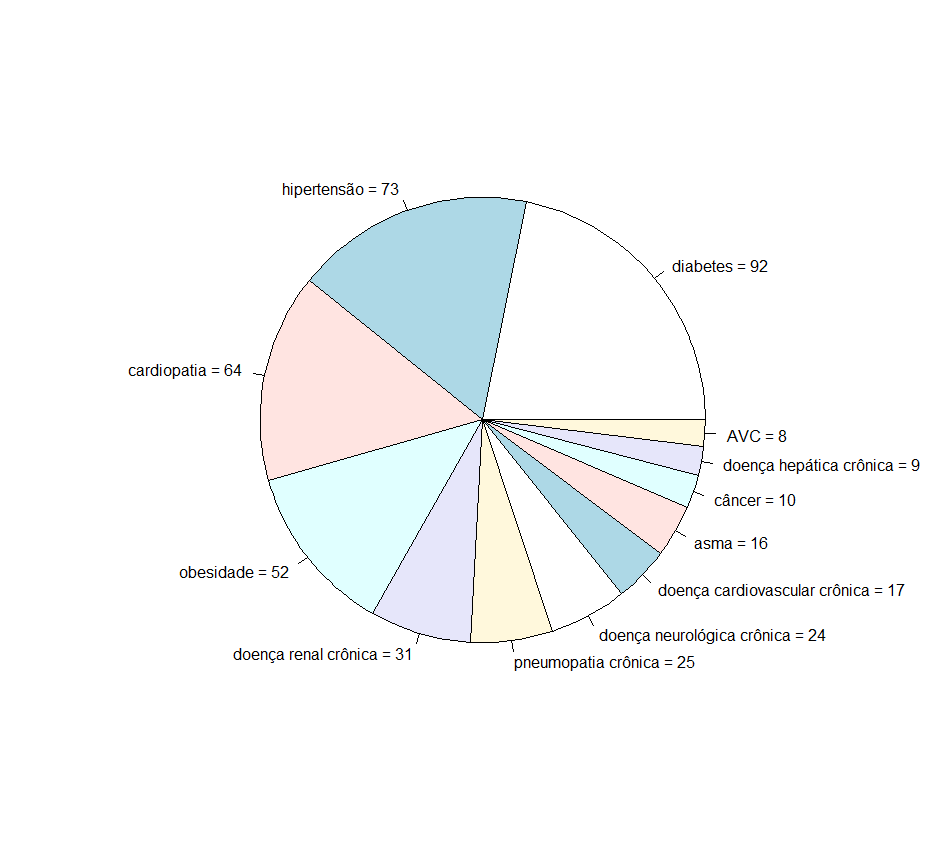 hipertensão = 73
diabetes = 92
cardiopatia = 64
AVC = 8
doença hepática crônica = 9
câncer = 10
asma = 16
obesidade = 52
doença cardiovascular crônica = 17
doença neurológica crônica = 24
doença renal crônica = 31
pneumopatia crônica = 25